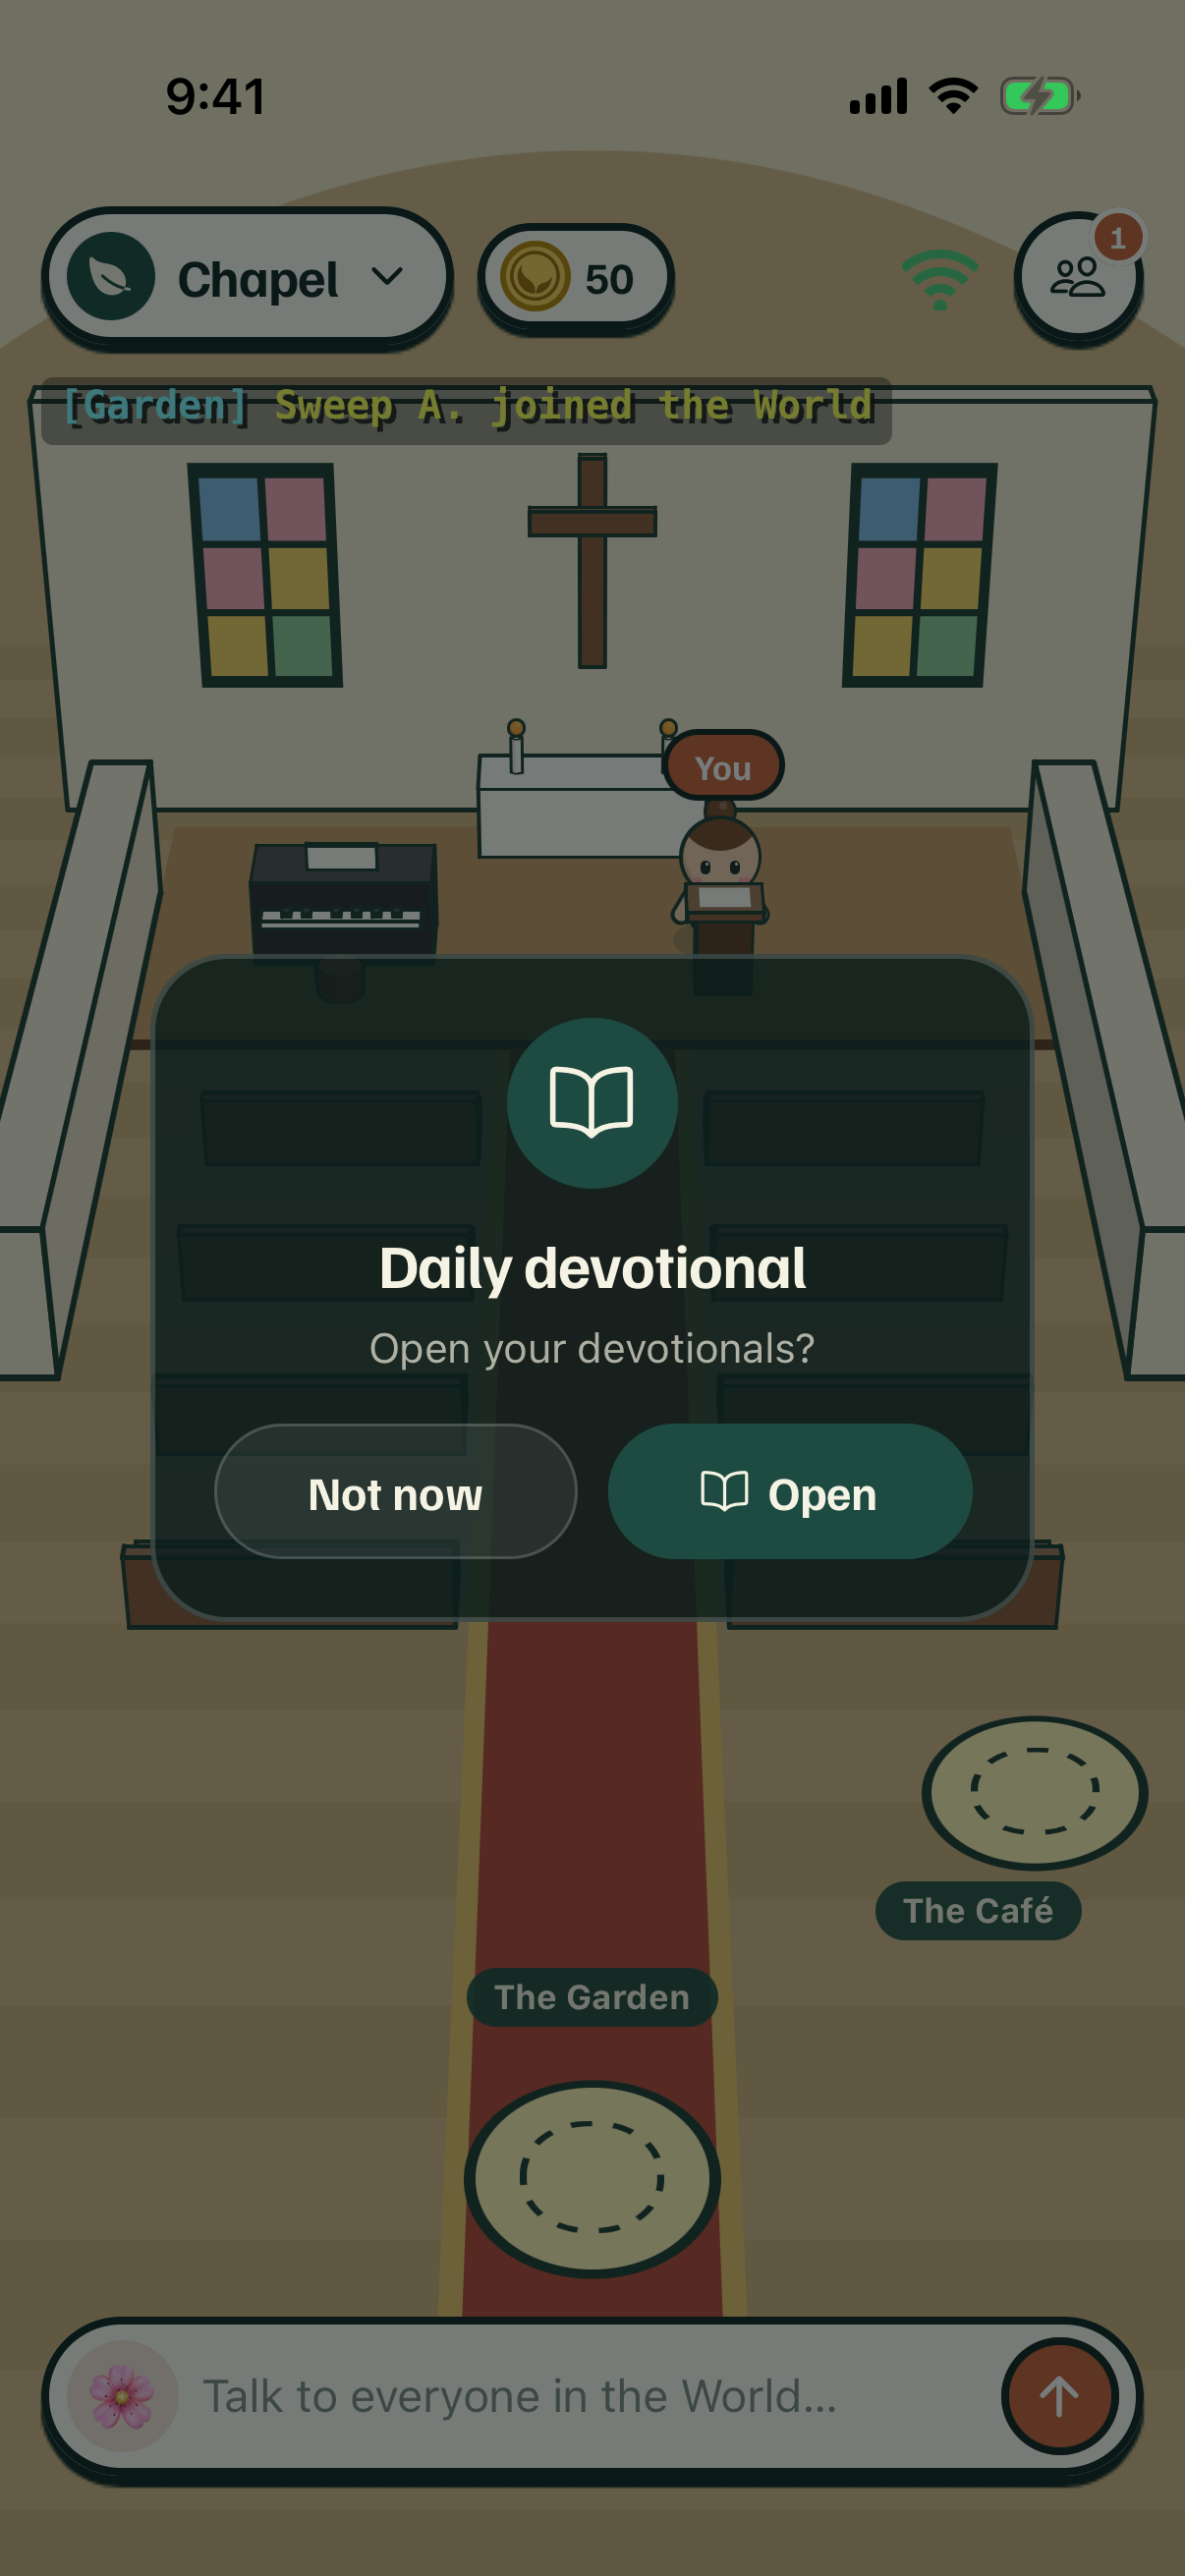 9:41
Chapel
50
1
[Garden] Sweep A. joined the World
You
Daily devotional
Open your devotionals?
Not now
Open
The Café
The Garden
Talk to everyone in the World...